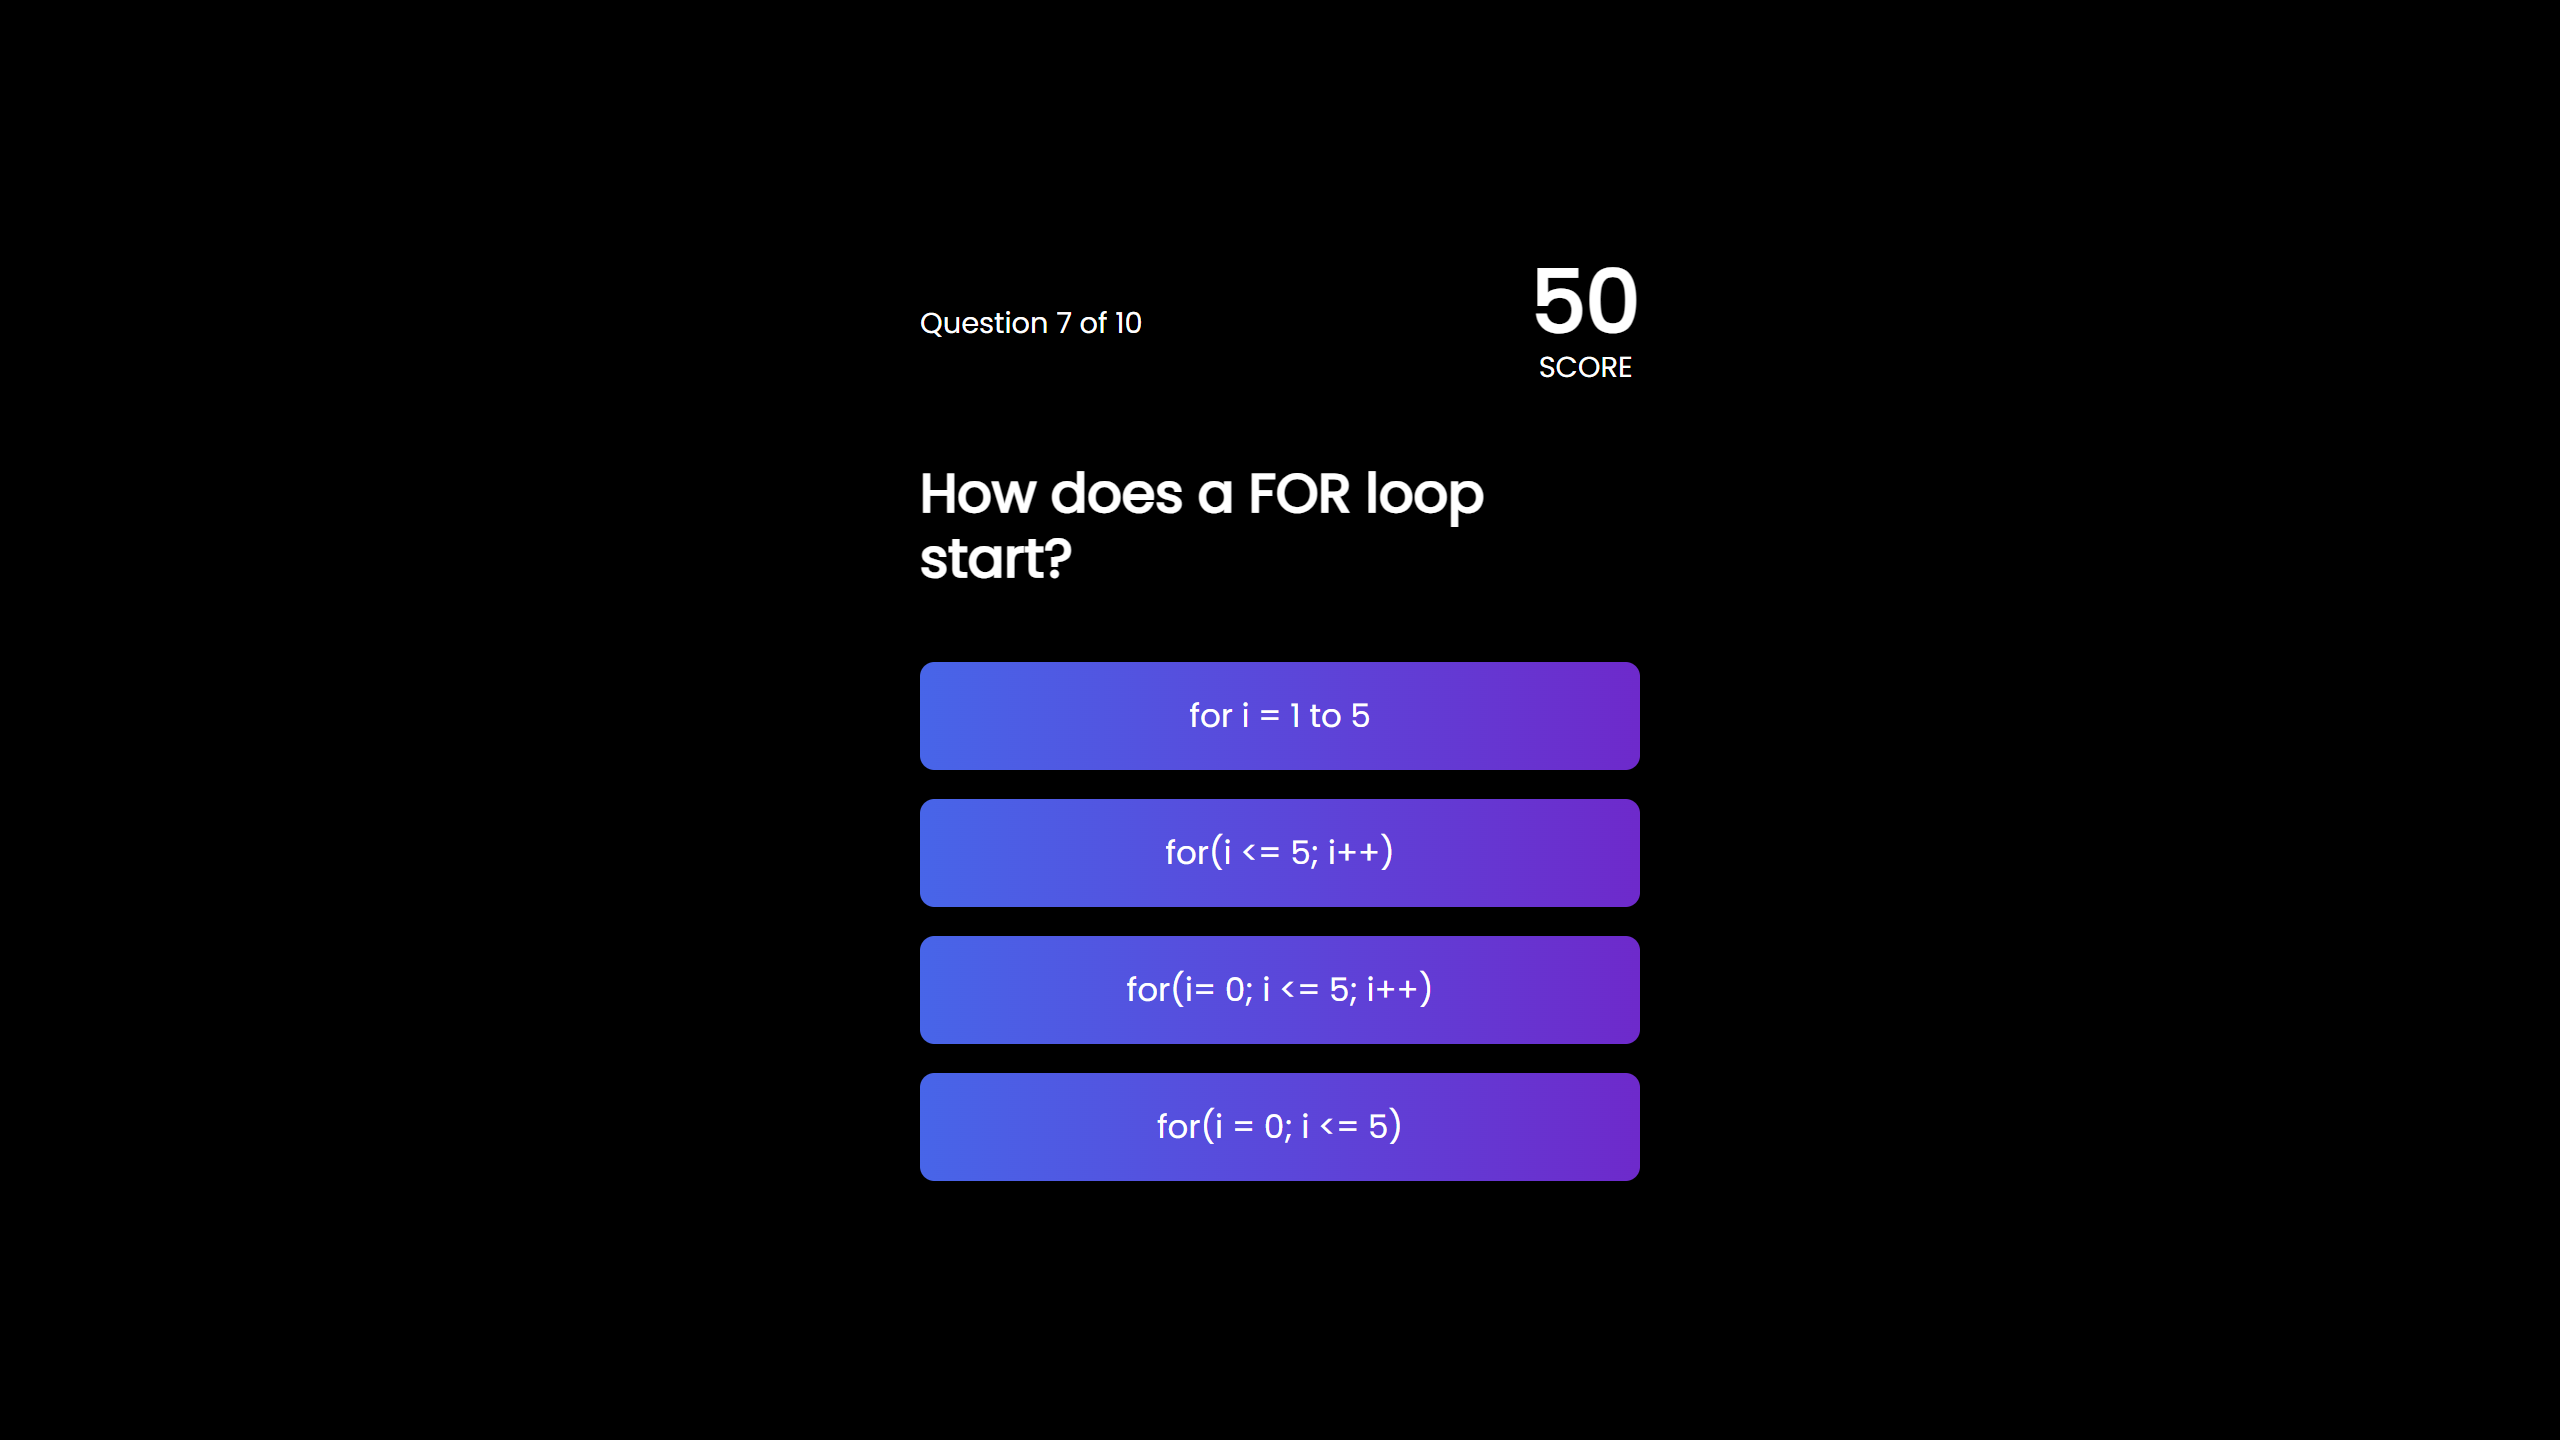 Question 7 of 10
50
SCORE
How does a FOR loop
start?
for i = 1 to 5
for(i <= 5; i++)
for(i= 0; i <= 5; i++)
for(i = 0; i <= 5)